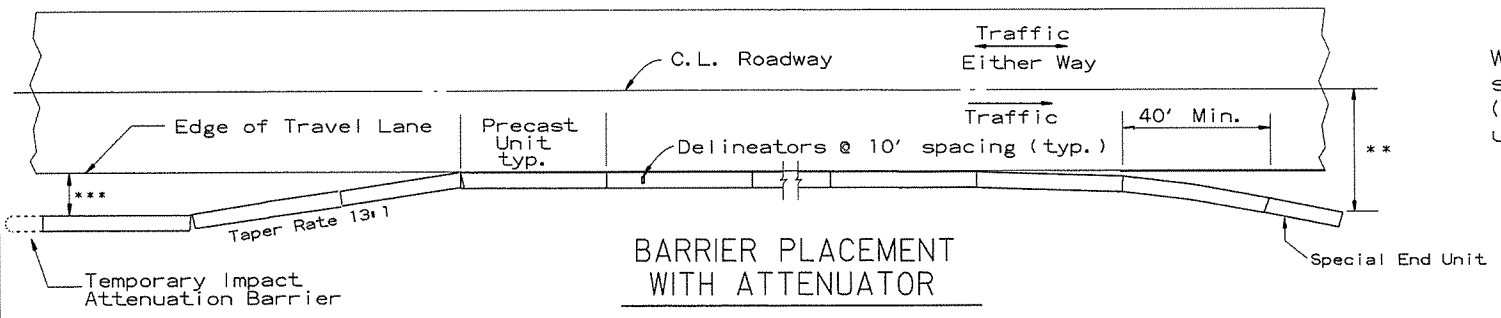 Traffic
Either Way
C.L. Roadway
Traffic
40' Min.
Edge of Travel Lane
Precast
Unit
typ.
Delineators @ 10' spacing (typ.)
**
***
Taper Rate 13:1
BARRIER PLACEMENT
WITH ATTENUATOR
Special End Unit
Temporary Impact
Attenuation Barrier
W
s
(
u